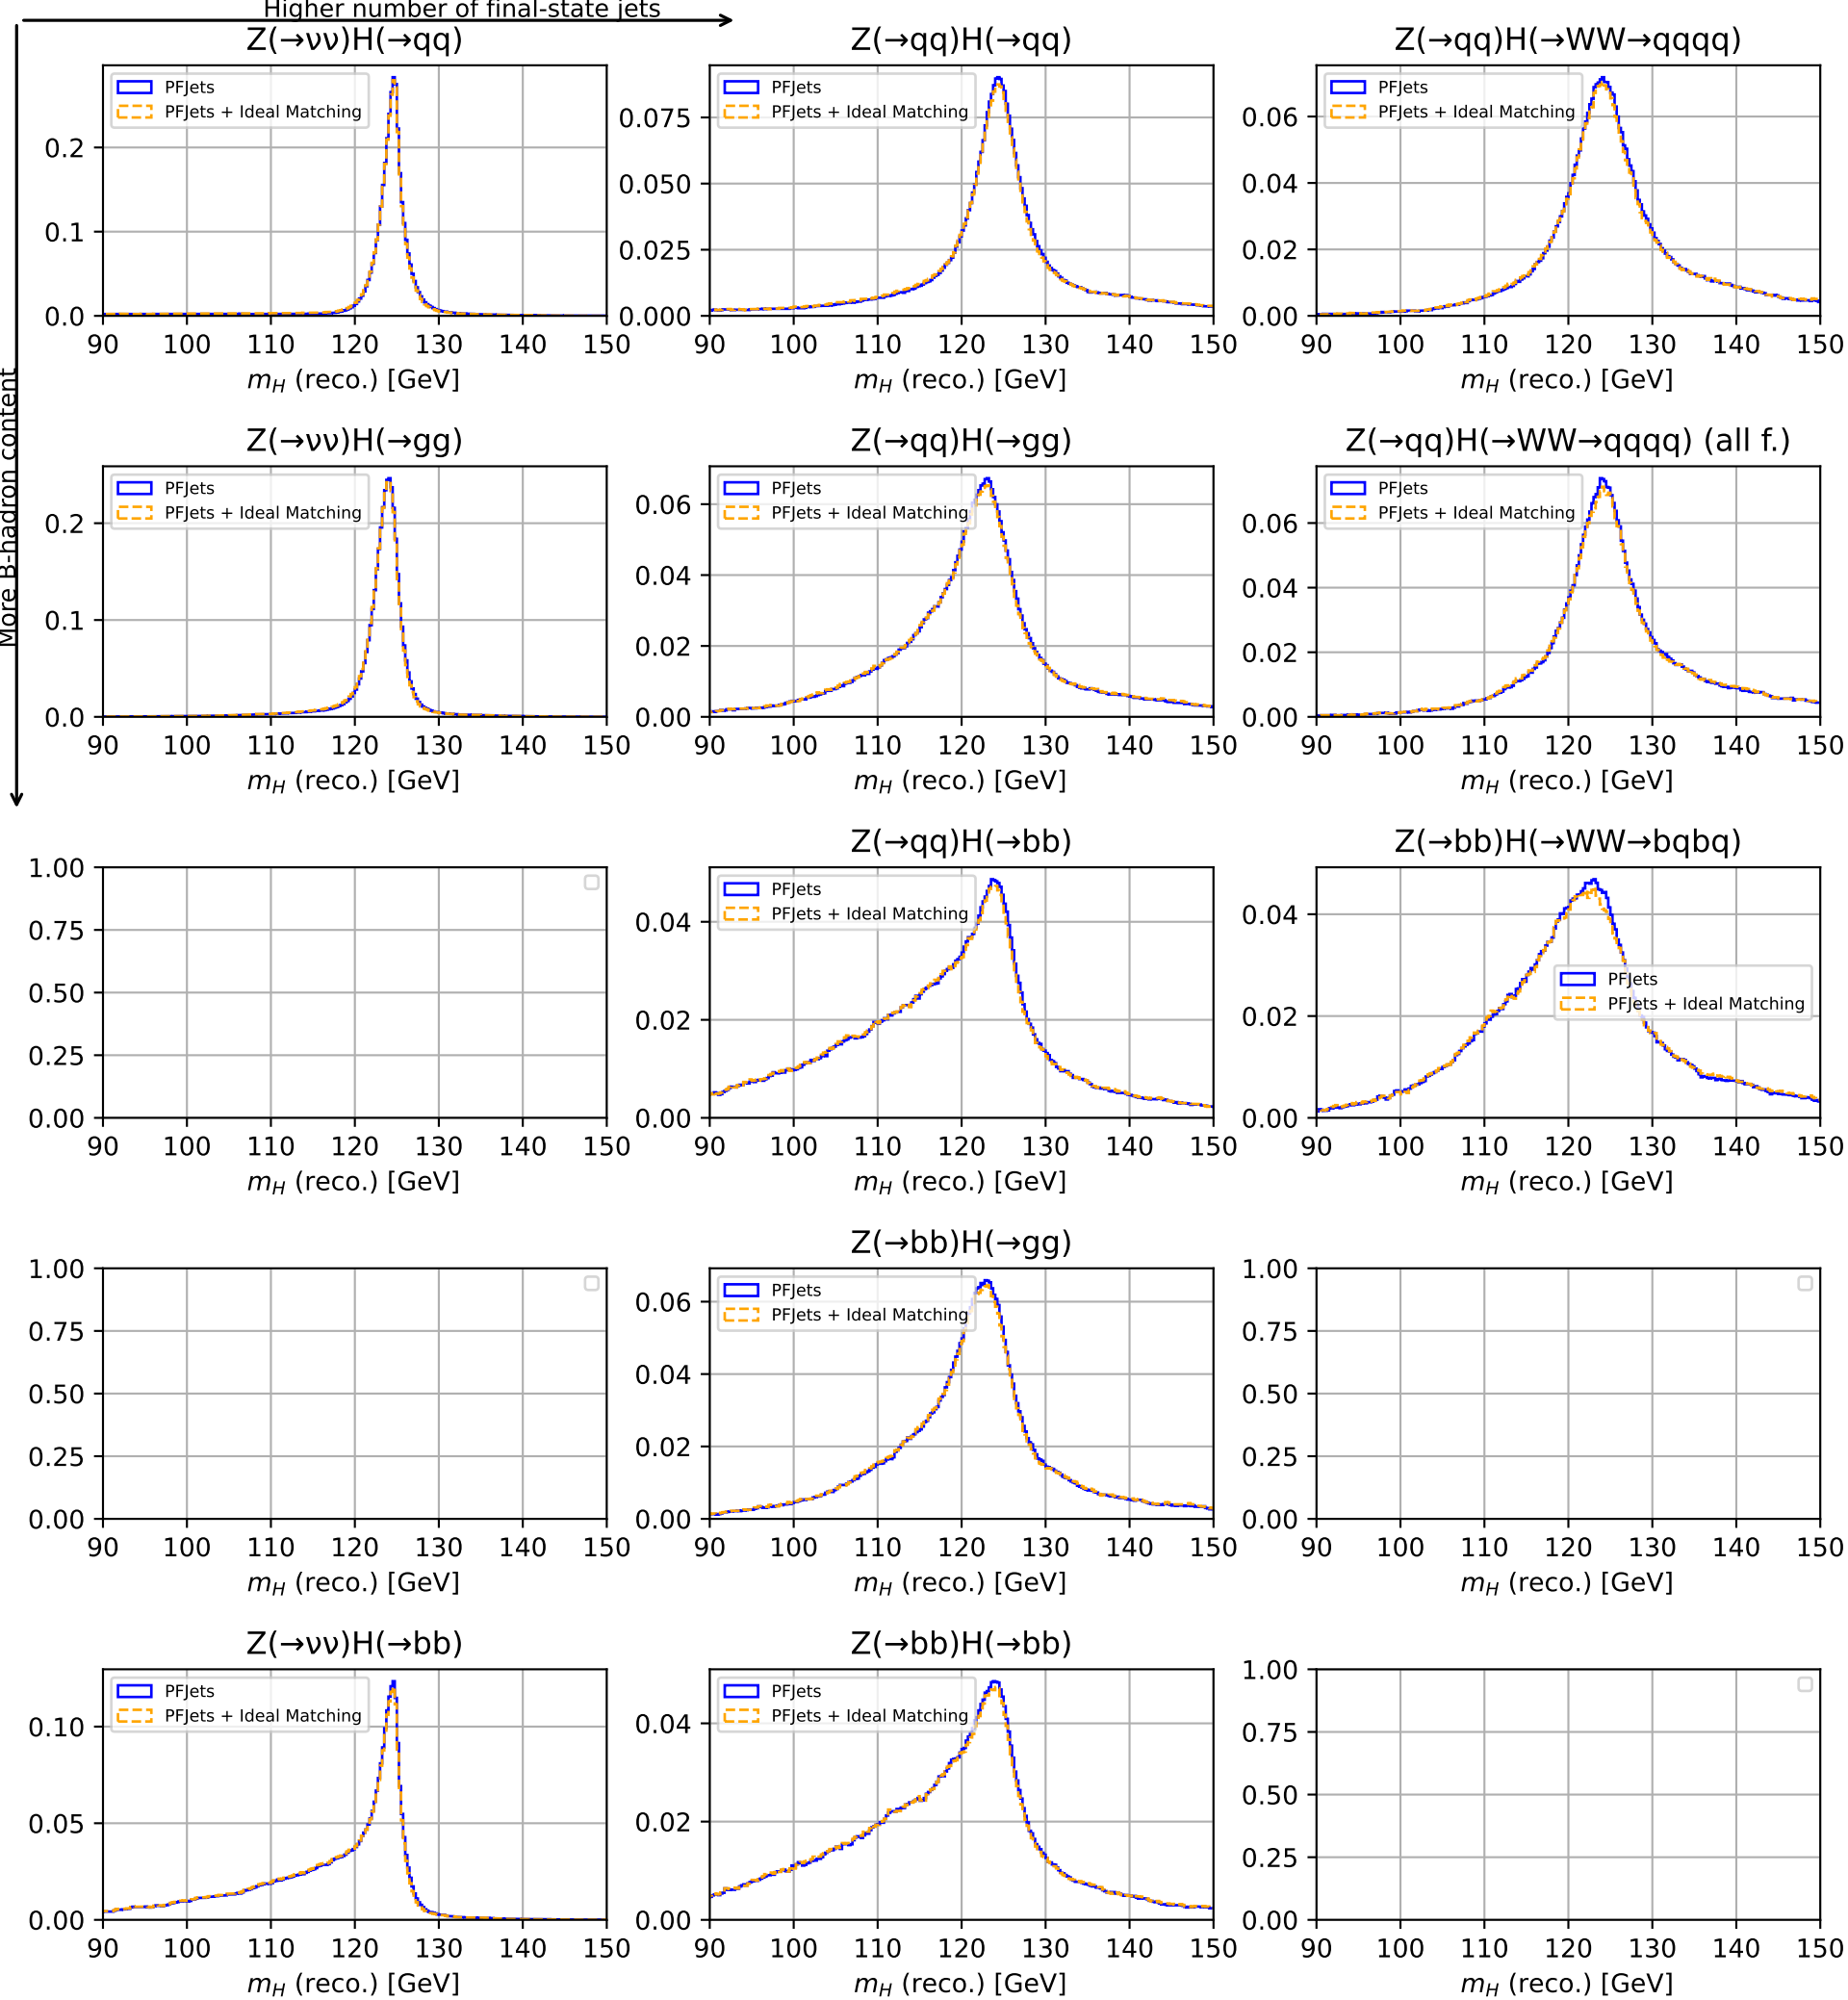 Higher number of final-state jets
More B-hadron content
Z(→νν)H(→qq)
PFJets
PFJets + Ideal Matching
0.2
0.1
0.0
90 100 110 120 130 140 150
m_H (reco.) [GeV]
Z(→qq)H(→qq)
PFJets
PFJets + Ideal Matching
0.075
0.050
0.025
0.000
90 100 110 120 130 140 150
m_H (reco.) [GeV]
Z(→qq)H(→WW→qqqq)
PFJets
PFJets + Ideal Matching
0.06
0.04
0.02
0.00
90 100 110 120 130 140 150
m_H (reco.) [GeV]
Z(→νν)H(→gg)
PFJets
PFJets + Ideal Matching
0.2
0.1
0.0
90 100 110 120 130 140 150
m_H (reco.) [GeV]
Z(→qq)H(→gg)
PFJets
PFJets + Ideal Matching
0.06
0.04
0.02
0.00
90 100 110 120 130 140 150
m_H (reco.) [GeV]
Z(→qq)H(→WW→qqqq) (all f.)
PFJets
PFJets + Ideal Matching
0.06
0.04
0.02
0.00
90 100 110 120 130 140 150
m_H (reco.) [GeV]
1.00
0.75
0.50
0.25
0.00
90 100 110 120 130 140 150
m_H (reco.) [GeV]
Z(→qq)H(→bb)
PFJets
PFJets + Ideal Matching
0.04
0.02
0.00
90 100 110 120 130 140 150
m_H (reco.) [GeV]
Z(→bb)H(→WW→bqbq)
PFJets
PFJets + Ideal Matching
0.04
0.02
0.00
90 100 110 120 130 140 150
m_H (reco.) [GeV]
1.00
0.75
0.50
0.25
0.00
90 100 110 120 130 140 150
m_H (reco.) [GeV]
Z(→bb)H(→gg)
PFJets
PFJets + Ideal Matching
0.06
0.04
0.02
0.00
90 100 110 120 130 140 150
m_H (reco.) [GeV]
1.00
0.75
0.50
0.25
0.00
90 100 110 120 130 140 150
m_H (reco.) [GeV]
Z(→νν)H(→bb)
PFJets
PFJets + Ideal Matching
0.10
0.05
0.00
90 100 110 120 130 140 150
m_H (reco.) [GeV]
Z(→bb)H(→bb)
PFJets
PFJets + Ideal Matching
0.04
0.02
0.00
90 100 110 120 130 140 150
m_H (reco.) [GeV]
1.00
0.75
0.50
0.25
0.00
90 100 110 120 130 140 150
m_H (reco.) [GeV]